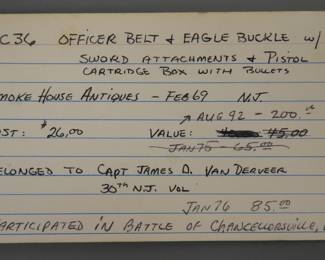 C36 OFFICER BELT & EAGLE BUCKLE w/
SWORD ATTACHMENTS & PISTOL
CARTRIDGE BOX WITH BULLETS
MOKE HOUSE ANTIQUES - FEB 69 N.J.
AUG 92 - 200.00
OST: $26.00 VALUE: 45.00
JAN 75 - 65.00
ELONGED TO CAPT JAMES D. VAN DERVEER
30TH N.J. VOL
JAN 76 85.00
ARTICIPATED IN BATTLE OF CHANCELLORSVILLE,